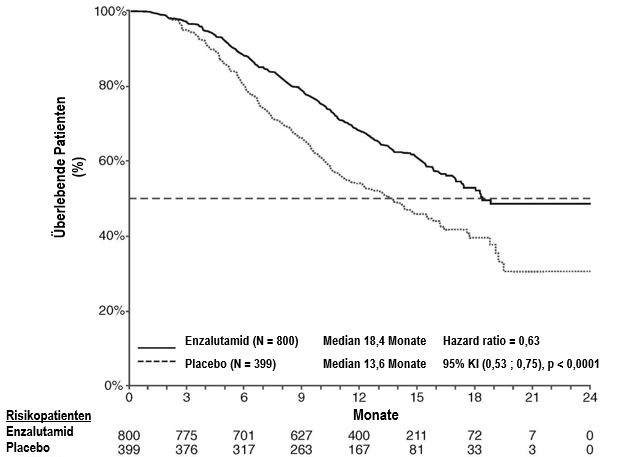 100%
80%
60%
40%
20%
0%
Überlebende Patienten
(%)
Enzalutamid (N = 800) Median 18,4 Monate Hazard ratio = 0,63
Placebo (N = 399) Median 13,6 Monate 95% KI (0,53 ; 0,75), p < 0,0001
0 3 6 9 12 15 18 21 24
Monate
Risikopatienten
Enzalutamid 800 775 701 627 400 211 72 7 0
Placebo 399 376 317 263 167 81 33 3 0